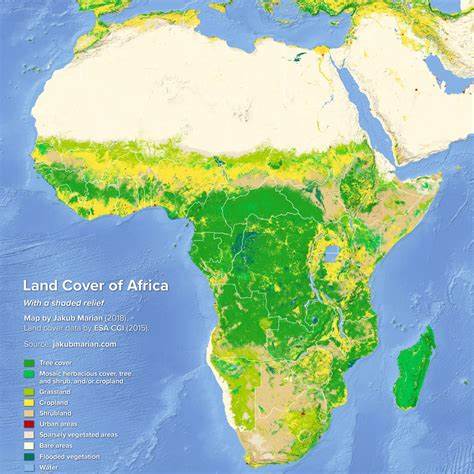 Land Cover of Africa
With a shaded relief
Map by Jakub Marian (2018).
Land cover data by ESA CCI (2015).
Source: jakubmarian.com
Tree cover
Mosaic herbacious cover, tree
and shrub, and/or cropland
Grassland
Cropland
Shrubland
Urban areas
Sparsely vegetated areas
Bare areas
Flooded vegetation
Water